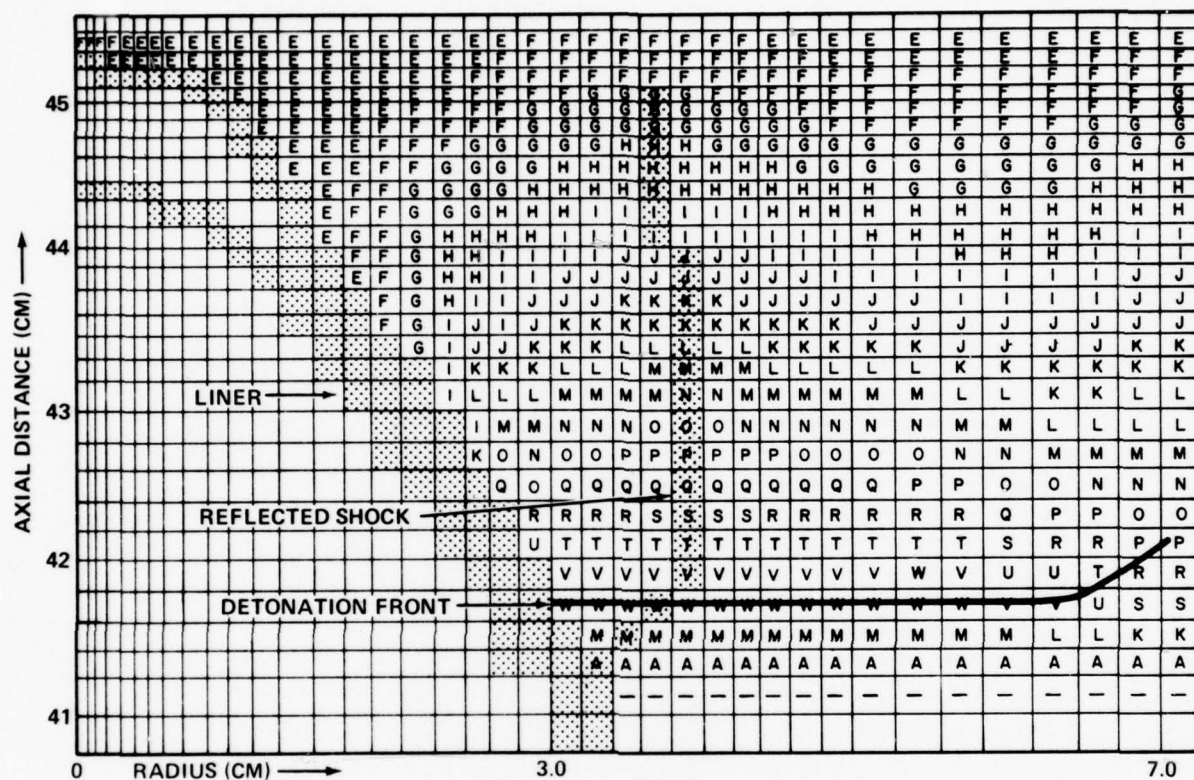 F F F E E E E E E E E E E E E E E E E F F F F F F F F F E E E E E E E E E E E
E E E E E E E E E E E E E E E E E F F F F F F F F F F E E E E E E E F F F F
E E E E E E E E E F F F F F F F F F F F F F F F F F F F F F
45 E E E E E E E F F F F G G G G F F F F F F F F F F F F G
E E E E E F F F F G G G G G G G G G F F F F F F F F G
E E E E F F F F G G G G G G G G G G F F F F F F G G
E E E F F F G G G G G H H H G G G G G G G G G G G G
E E E F F G G G G H H H H H H H H G G G G G G G H H
E F F G G G G H H H H H H H H H H H G G G G H H H
E F F G G G H H H I I I I I I I H H H H H H H H H H
44 E F F G H H H H I I I I I I I I I H H H H H H I I
F F G H H I I I I J J J J J I I I I I H H H I I I
E F G H H I I J J J J J J J J I I I I I I I I J J
F G H I I J J J K K K K K J J J J J I I I I J J
F G I J I J K K K K K K K K K K J J J J J J J J
G I J J K K K L L L L L K K K K K J J J J K K
I K K K L L L M M M M L L L L L K K K K K K
LINER I L L L M M M M N N M M M M M L L K K L L
43
I M M N N N O O O N N N N N N M M L L L L
K O N O O P P P P P P O O O O N N M M M M
Q O Q Q Q Q Q Q Q Q Q Q P P O O N N N
REFLECTED SHOCK R R R R S S S S R R R R R R Q P P O O
42 U T T T T T T T T T T T T T S R R P P
V V V V V V V V V V W V U U T R R
DETONATION FRONT W W W W W W W W W W W W V V U S S
M M M M M M M M M M M M M L L K K
A A A A A A A A A A A A A A A A A
— — — — — — — — — — — — — — — —
41
AXIAL DISTANCE (CM)
0 RADIUS (CM) 3.0 7.0